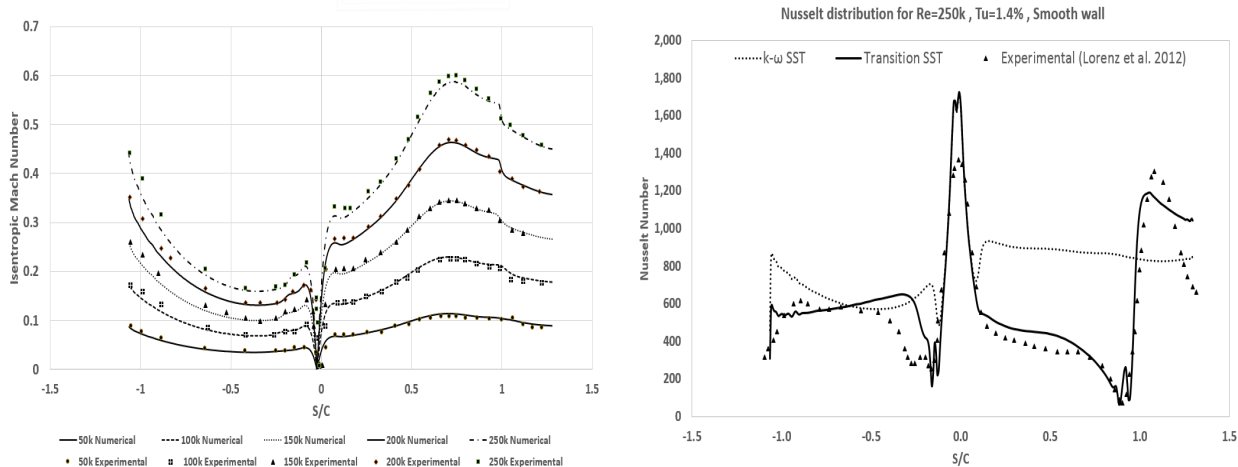 Isentropic Mach Number
0.7
0.6
0.5
0.4
0.3
0.2
0.1
0
-1.5
-1
-0.5
0
0.5
1
1.5
S/C
50k Numerical
100k Numerical
150k Numerical
200k Numerical
250k Numerical
50k Experimental
100k Experimental
150k Experimental
200k Experimental
250k Experimental
Nusselt distribution for Re=250k , Tu=1.4% , Smooth wall
k-ω SST
Transition SST
Experimental (Lorenz et al. 2012)
Nusselt Number
2,000
1,800
1,600
1,400
1,200
1,000
800
600
400
200
0
-1.5
-1.0
-0.5
0.0
0.5
1.0
1.5
S/C